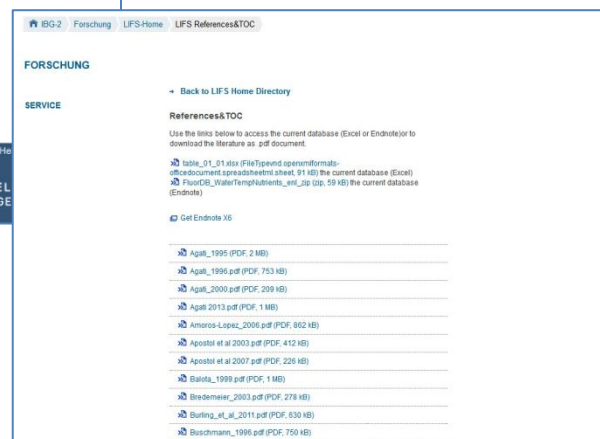 IBG-2 Forschung LIFS-Home LIFS References&TOC
FORSCHUNG
SERVICE
Back to LIFS Home Directory
References&TOC
Use the links below to access the current database (Excel or Endnote)or to
download the literature as .pdf document.
table_01_01.xlsx (FileTypevnd.openxmlformats-
officedocument.spreadsheetml.sheet, 91 kB) the current database (Excel)
FluorDB_WaterTempNutrients_enl_zip (zip, 59 kB) the current database
(Endnote)
Get Endnote X6
Agati_1995 (PDF, 2 MB)
Agati_1996.pdf (PDF, 753 kB)
Agati_2000.pdf (PDF, 209 kB)
Agati 2013.pdf (PDF, 1 MB)
Amoros-Lopez_2006.pdf (PDF, 862 kB)
Apostol et al 2003.pdf (PDF, 412 kB)
Apostol et al 2007.pdf (PDF, 226 kB)
Balota_1999.pdf (PDF, 1 MB)
Bredemeier_2003.pdf (PDF, 278 kB)
Burling_et_al_2011.pdf (PDF, 630 kB)
Buschmann_1996.pdf (PDF, 750 kB)
He
EL
GE